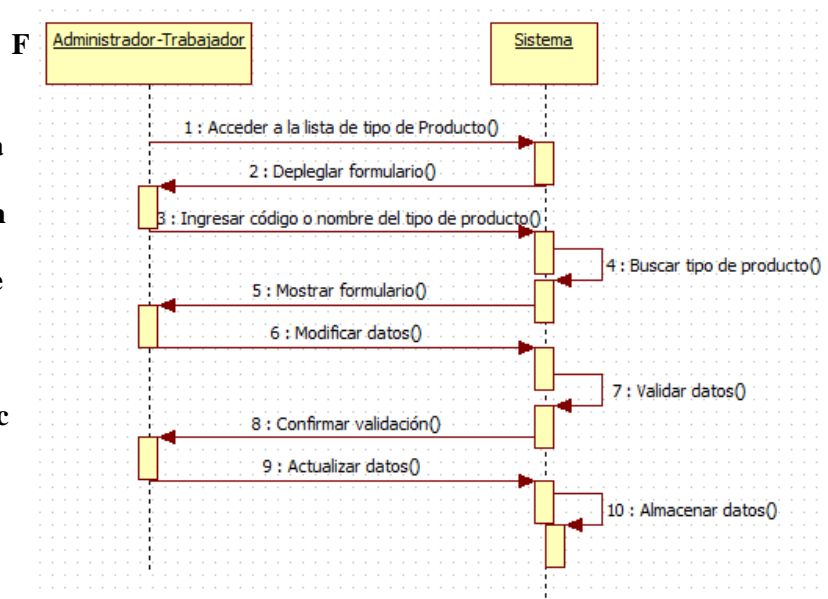 F
Administrador-Trabajador
Sistema
1 : Acceder a la lista de tipo de Producto()
a
2 : Depleglar formulario()
n
3 : Ingresar código o nombre del tipo de producto()
4 : Buscar tipo de producto()
e
5 : Mostrar formulario()
6 : Modificar datos()
7 : Validar datos()
c
8 : Confirmar validación()
9 : Actualizar datos()
10 : Almacenar datos()